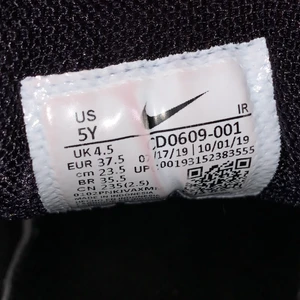 US
5Y
IR
UK 4.5
EUR 37.5
cm 23.5
BR 35.5
CN 235(2.5)
CD0609-001
07/17/19 | 10/01/19
00193152383555